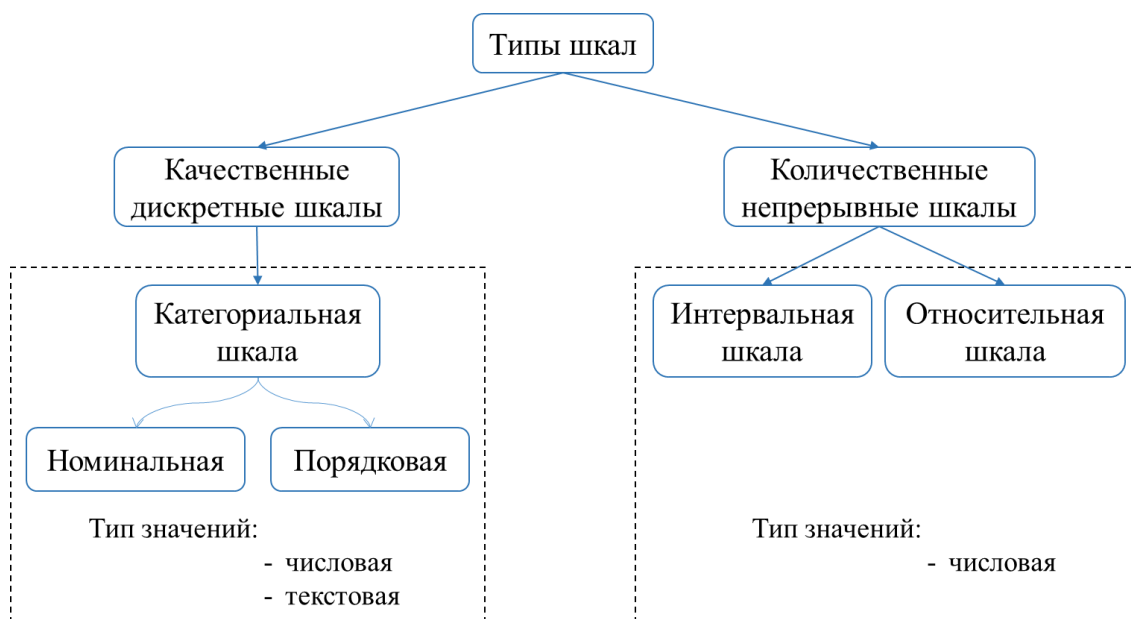 Типы шкал
Качественные
дискретные шкалы
Количественные
непрерывные шкалы
Категориальная
шкала
Интервальная
шкала
Относительная
шкала
Номинальная
Порядковая
Тип значений:
- числовая
- текстовая
Тип значений:
- числовая